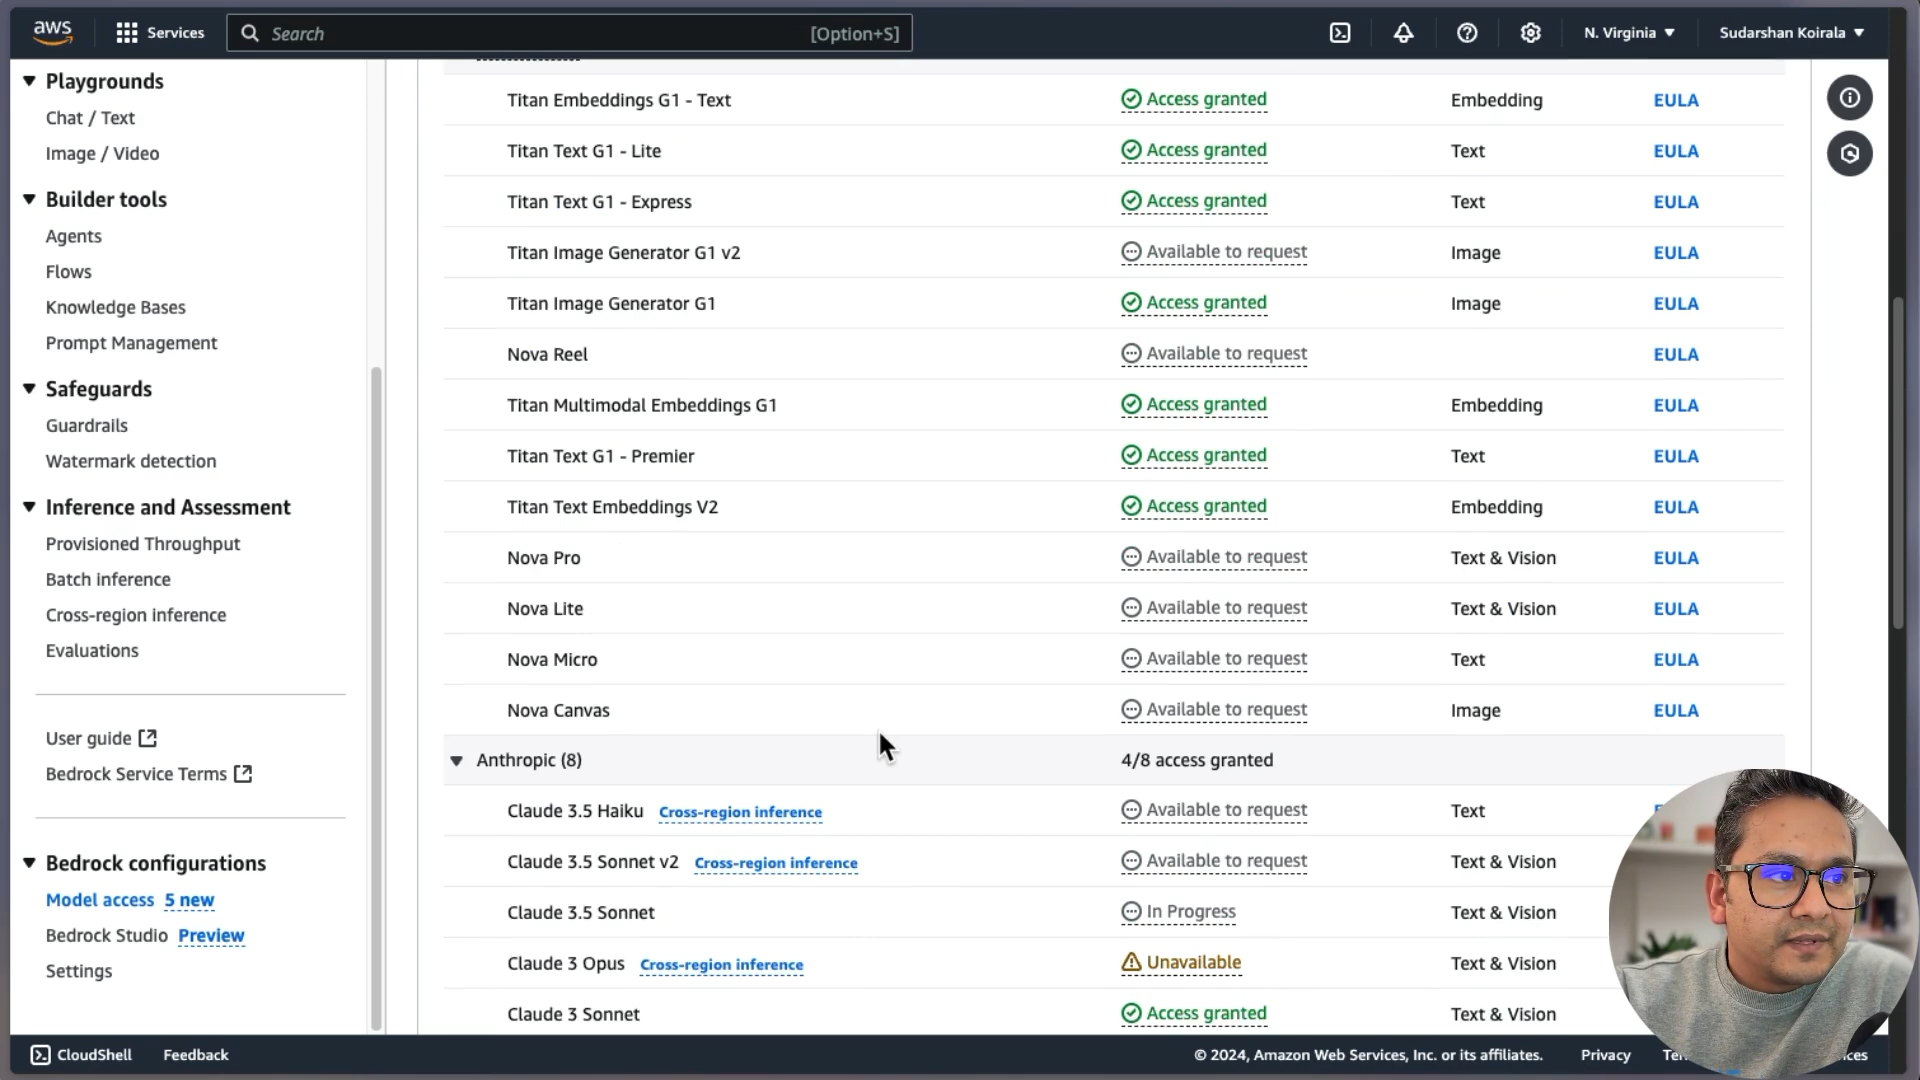 aws
Services
Search
[Option+S]
N. Virginia
Sudarshan Koirala
Playgrounds
Chat / Text
Image / Video
Builder tools
Agents
Flows
Knowledge Bases
Prompt Management
Safeguards
Guardrails
Watermark detection
Inference and Assessment
Provisioned Throughput
Batch inference
Cross-region inference
Evaluations
User guide
Bedrock Service Terms
Bedrock configurations
Model access 5 new
Bedrock Studio Preview
Settings
Titan Embeddings G1 - Text Access granted Embedding EULA
Titan Text G1 - Lite Access granted Text EULA
Titan Text G1 - Express Access granted Text EULA
Titan Image Generator G1 v2 Available to request Image EULA
Titan Image Generator G1 Access granted Image EULA
Nova Reel Available to request EULA
Titan Multimodal Embeddings G1 Access granted Embedding EULA
Titan Text G1 - Premier Access granted Text EULA
Titan Text Embeddings V2 Access granted Embedding EULA
Nova Pro Available to request Text & Vision EULA
Nova Lite Available to request Text & Vision EULA
Nova Micro Available to request Text EULA
Nova Canvas Available to request Image EULA
Anthropic (8) 4/8 access granted
Claude 3.5 Haiku Cross-region inference Available to request Text
Claude 3.5 Sonnet v2 Cross-region inference Available to request Text & Vision
Claude 3.5 Sonnet In Progress Text & Vision
Claude 3 Opus Cross-region inference Unavailable Text & Vision
Claude 3 Sonnet Access granted Text & Vision
CloudShell Feedback © 2024, Amazon Web Services, Inc. or its affiliates. Privacy